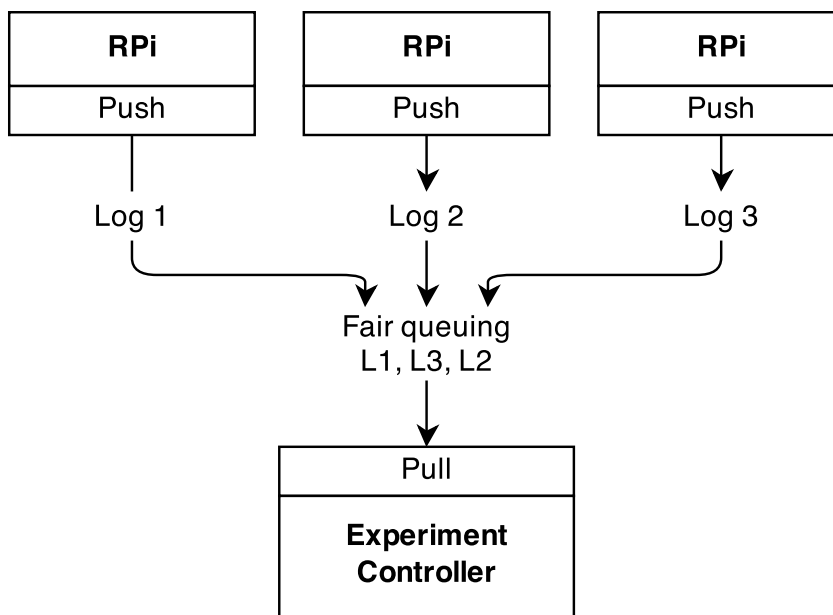 RPi RPi RPi
Push Push Push
Log 1 Log 2 Log 3
Fair queuing
L1, L3, L2
Pull
Experiment
Controller